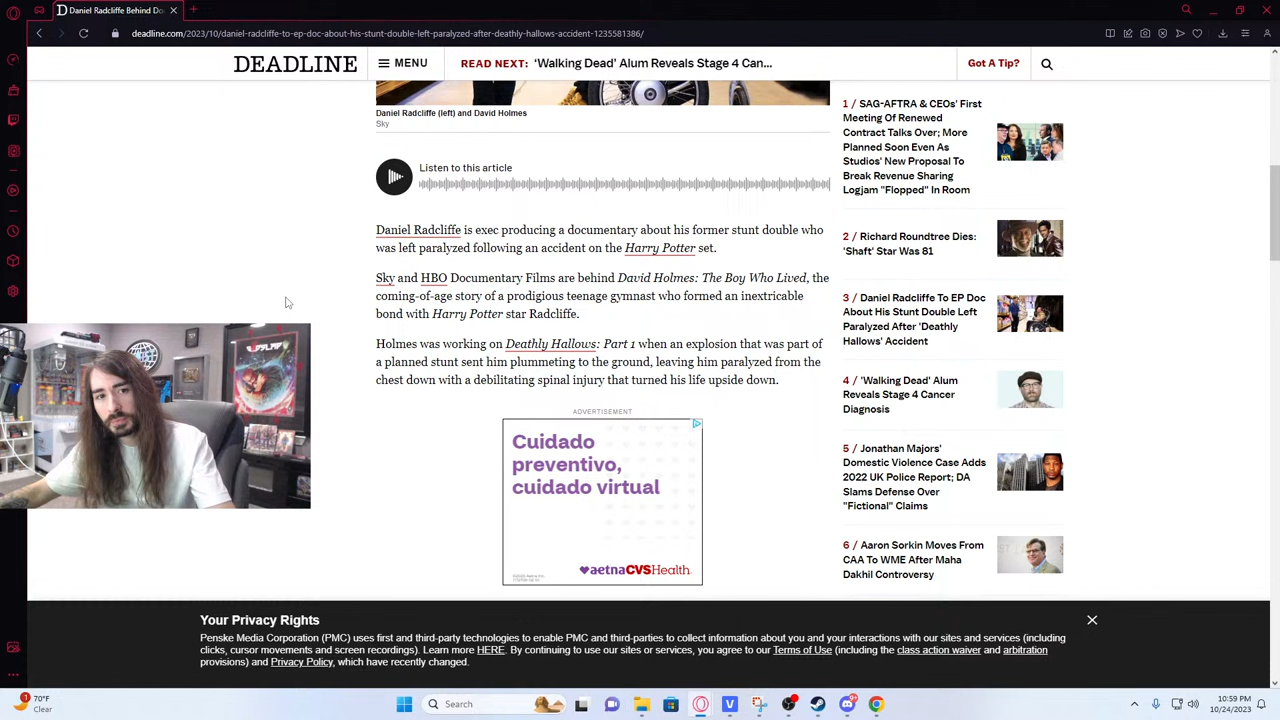 Daniel Radcliffe Behind Do
deadline.com/2023/10/daniel-radcliffe-to-ep-doc-about-his-stunt-double-left-paralyzed-after-deathly-hallows-accident-1235581386/
DEADLINE
MENU
READ NEXT: ‘Walking Dead’ Alum Reveals Stage 4 Can...
Got A Tip?
Daniel Radcliffe (left) and David Holmes
Sky
Listen to this article
Daniel Radcliffe is exec producing a documentary about his former stunt double who
was left paralyzed following an accident on the Harry Potter set.
Sky and HBO Documentary Films are behind David Holmes: The Boy Who Lived, the
coming-of-age story of a prodigious teenage gymnast who formed an inextricable
bond with Harry Potter star Radcliffe.
Holmes was working on Deathly Hallows: Part 1 when an explosion that was part of
a planned stunt sent him plummeting to the ground, leaving him paralyzed from the
chest down with a debilitating spinal injury that turned his life upside down.
ADVERTISEMENT
Cuidado
preventivo,
cuidado virtual
aetna CVSHealth.
1 / SAG-AFTRA & CEOs’ First
Meeting Of Renewed
Contract Talks Over; More
Planned Soon Even As
Studios’ New Proposal To
Break Revenue Sharing
Logjam "Flopped" In Room
2 / Richard Roundtree Dies:
‘Shaft’ Star Was 81
3 / Daniel Radcliffe To EP Doc
About His Stunt Double Left
Paralyzed After ‘Deathly
Hallows’ Accident
4 / ‘Walking Dead’ Alum
Reveals Stage 4 Cancer
Diagnosis
5 / Jonathan Majors’
Domestic Violence Case Adds
2022 UK Police Report; DA
Slams Defense Over
"Fictional" Claims
6 / Aaron Sorkin Moves From
CAA To WME After Maha
Dakhil Controversy
Your Privacy Rights
Penske Media Corporation (PMC) uses first and third-party technologies to enable PMC and third-parties to collect information about you and your interactions with our sites and services (including
clicks, cursor movements and screen recordings). Learn more HERE. By continuing to use our sites or services, you agree to our Terms of Use (including the class action waiver and arbitration
provisions) and Privacy Policy, which have recently changed.
70°F
Clear
Search
10:59 PM
10/24/2023